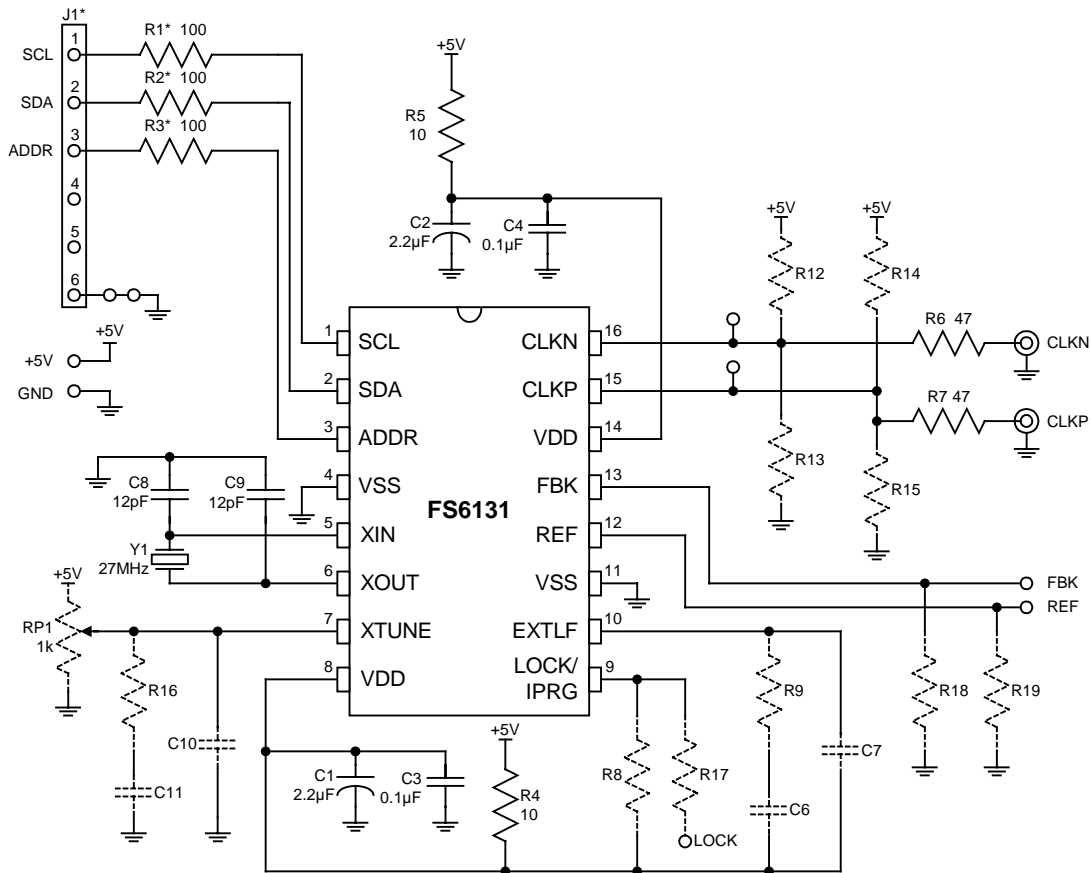 J1*
1
SCL
R1* 100
2
SDA
R2* 100
3
ADDR
R3* 100
4
5
6
+5V
+5V
GND
+5V
R5
10
C2
2.2µF
C4
0.1µF
+5V
R12
+5V
R14
R6 47
CLKN
R7 47
CLKP
R13
R15
FS6131
1
SCL
2
SDA
3
ADDR
4
VSS
5
XIN
6
XOUT
7
XTUNE
8
VDD
CLKN
16
CLKP
15
VDD
14
FBK
13
REF
12
VSS
11
EXTLF
10
LOCK/
IPRG
9
C8
12pF
C9
12pF
Y1
27MHz
+5V
RP1
1k
R16
C10
C11
C1
2.2µF
C3
0.1µF
+5V
R4
10
R8
R17
LOCK
R9
C6
C7
FBK
REF
R18
R19